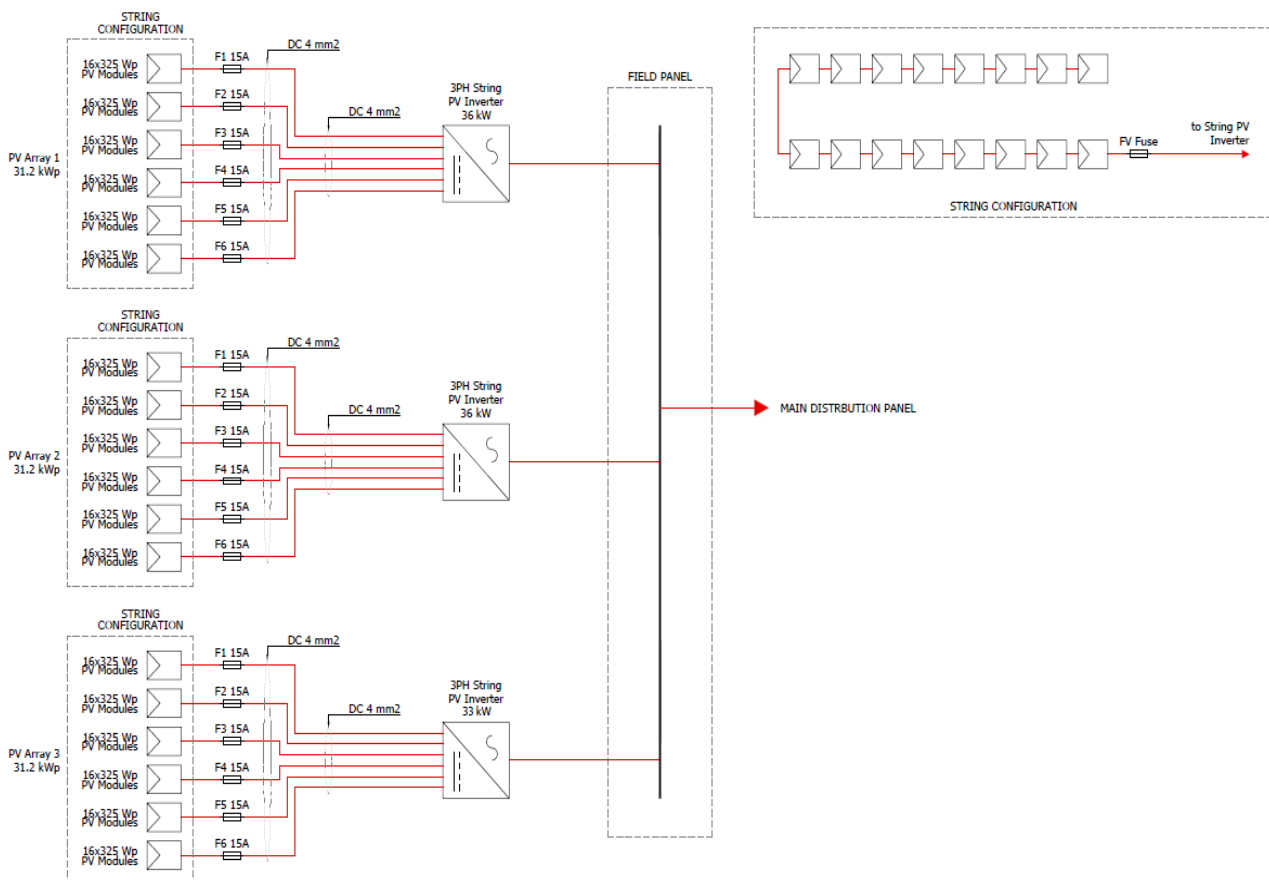 STRING
CONFIGURATION
PV Array 1
31.2 kWp
16x325 Wp
PV Modules
16x325 Wp
PV Modules
16x325 Wp
PV Modules
16x325 Wp
PV Modules
16x325 Wp
PV Modules
16x325 Wp
PV Modules
F1 15A
F2 15A
F3 15A
F4 15A
F5 15A
F6 15A
DC 4 mm2
DC 4 mm2
3PH String
PV Inverter
36 kW
STRING
CONFIGURATION
PV Array 2
31.2 kWp
16x325 Wp
PV Modules
16x325 Wp
PV Modules
16x325 Wp
PV Modules
16x325 Wp
PV Modules
16x325 Wp
PV Modules
16x325 Wp
PV Modules
F1 15A
F2 15A
F3 15A
F4 15A
F5 15A
F6 15A
DC 4 mm2
DC 4 mm2
3PH String
PV Inverter
36 kW
STRING
CONFIGURATION
PV Array 3
31.2 kWp
16x325 Wp
PV Modules
16x325 Wp
PV Modules
16x325 Wp
PV Modules
16x325 Wp
PV Modules
16x325 Wp
PV Modules
16x325 Wp
PV Modules
F1 15A
F2 15A
F3 15A
F4 15A
F5 15A
F6 15A
DC 4 mm2
DC 4 mm2
3PH String
PV Inverter
33 kW
FIELD PANEL
MAIN DISTRBUTION PANEL
FV Fuse
to String PV
Inverter
STRING CONFIGURATION